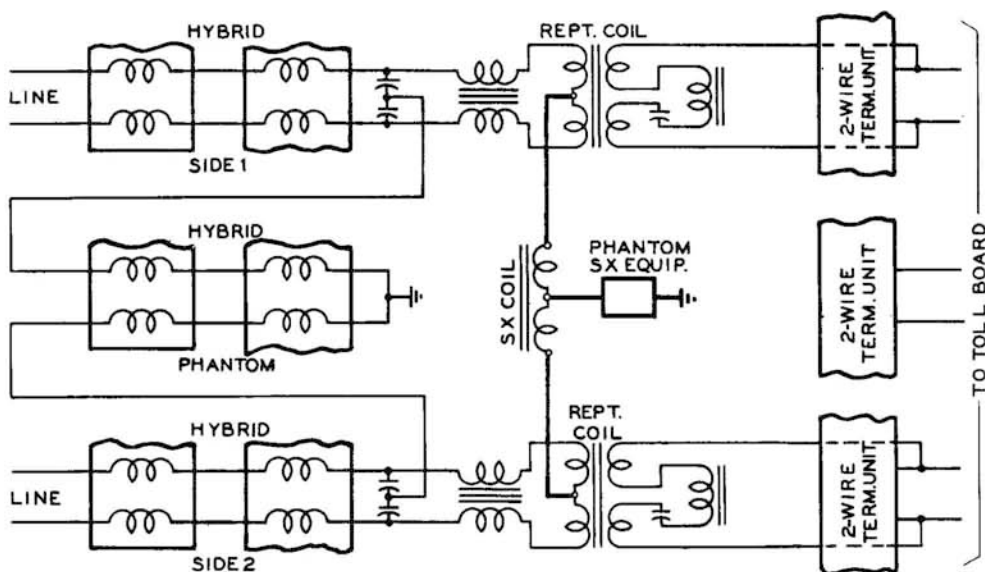 HYBRID
REPT. COIL
LINE
2-WIRE
TERM. UNIT
SIDE 1
HYBRID
PHANTOM
SX EQUIP.
SX COIL
2-WIRE
TERM. UNIT
TO TOLL BOARD
PHANTOM
HYBRID
REPT.
COIL
LINE
2-WIRE
TERM. UNIT
SIDE 2